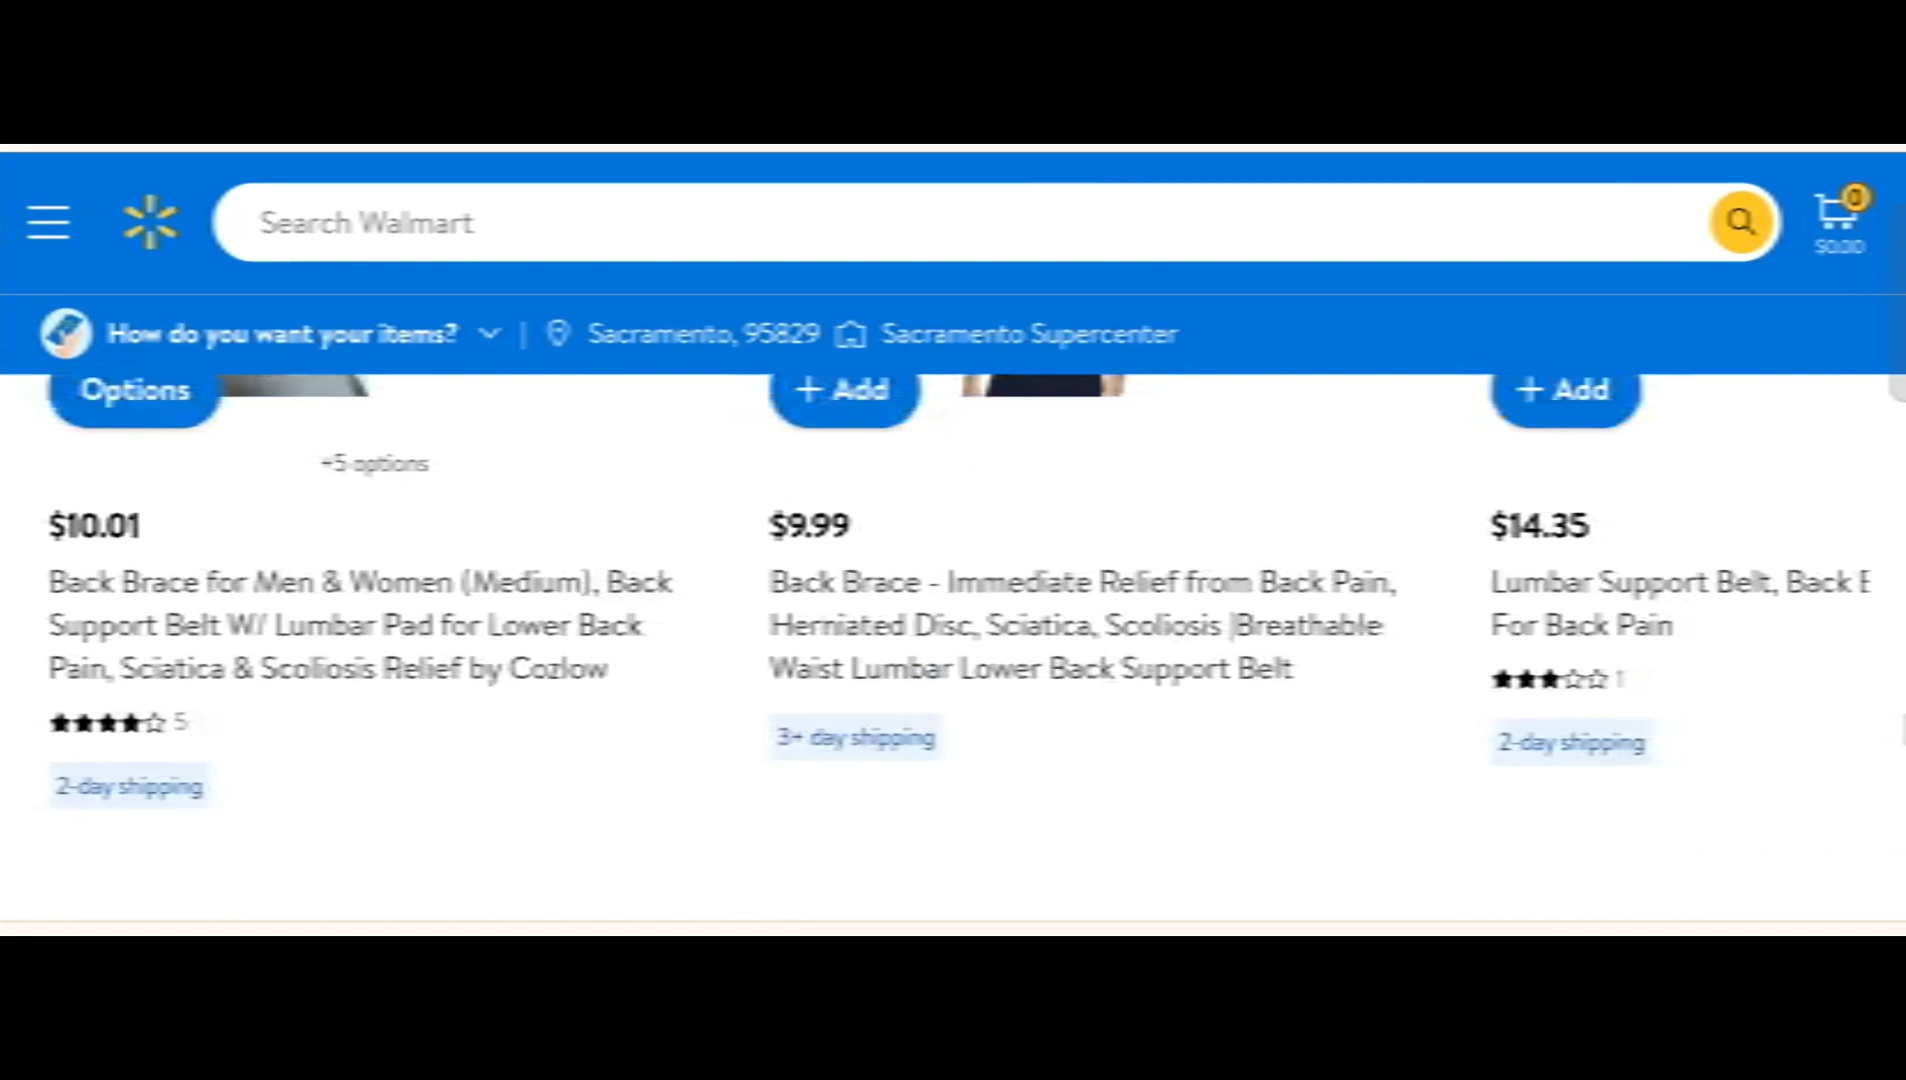 Search Walmart
0
$0.00
How do you want your items? | Sacramento, 95829 Sacramento Supercenter
Options
+ Add
+ Add
+5 options
$10.01
Back Brace for Men & Women (Medium), Back
Support Belt W/ Lumbar Pad for Lower Back
Pain, Sciatica & Scoliosis Relief by Cozlow
5
2-day shipping
$9.99
Back Brace - Immediate Relief from Back Pain,
Herniated Disc, Sciatica, Scoliosis |Breathable
Waist Lumbar Lower Back Support Belt
3+ day shipping
$14.35
Lumbar Support Belt, Back
For Back Pain
1
2-day shipping